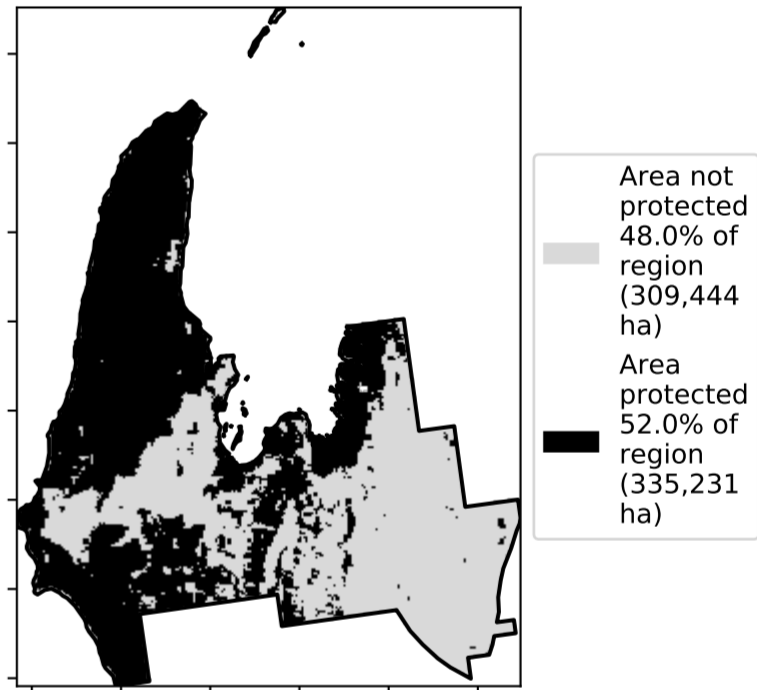 Area not
protected
48.0% of
region
(309,444
ha)
Area
protected
52.0% of
region
(335,231
ha)